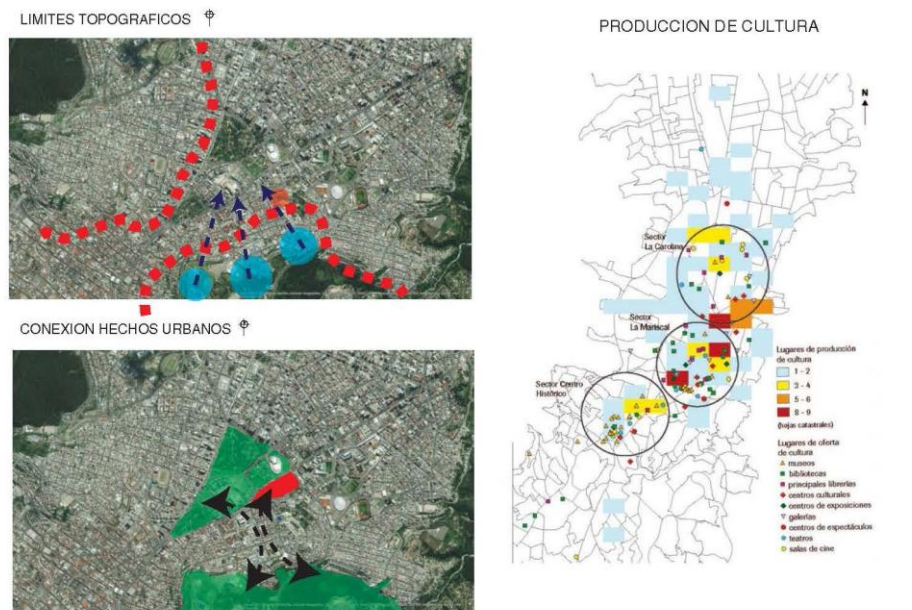 LIMITES TOPOGRAFICOS
CONEXION HECHOS URBANOS
PRODUCCION DE CULTURA
N
Sector
La Carolina
Sector
La Mariscal
Sector Centro
Histórico
Lugares de producción
de cultura
1 - 2
3 - 4
5 - 6
8 - 9
(hojas catastrales)
Lugares de oferta
de cultura
museos
bibliotecas
principales librerías
centros culturales
centros de exposiciones
galerías
centros de espectáculos
teatros
salas de cine